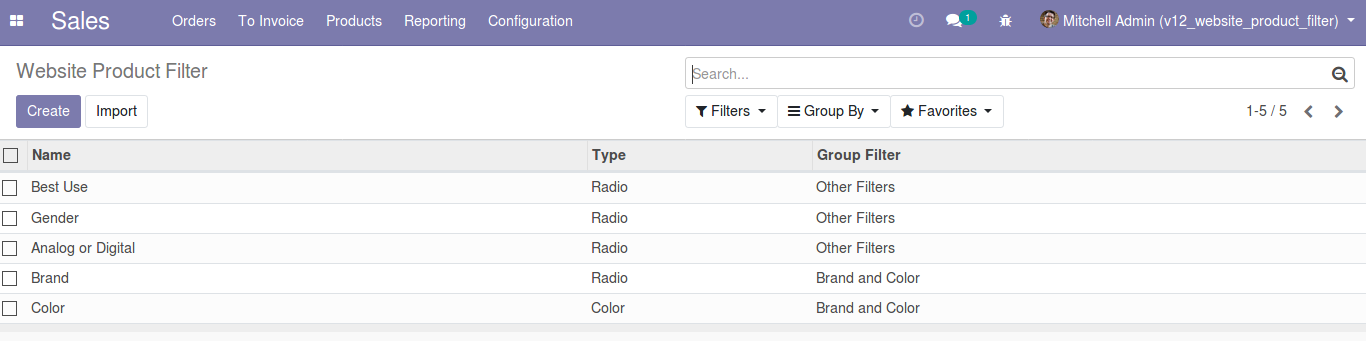 Sales Orders To Invoice Products Reporting Configuration 1 Mitchell Admin (v12_website_product_filter)
Website Product Filter
Search...
Create Import Filters Group By Favorites 1-5 / 5
Name Type Group Filter
Best Use Radio Other Filters
Gender Radio Other Filters
Analog or Digital Radio Other Filters
Brand Radio Brand and Color
Color Color Brand and Color